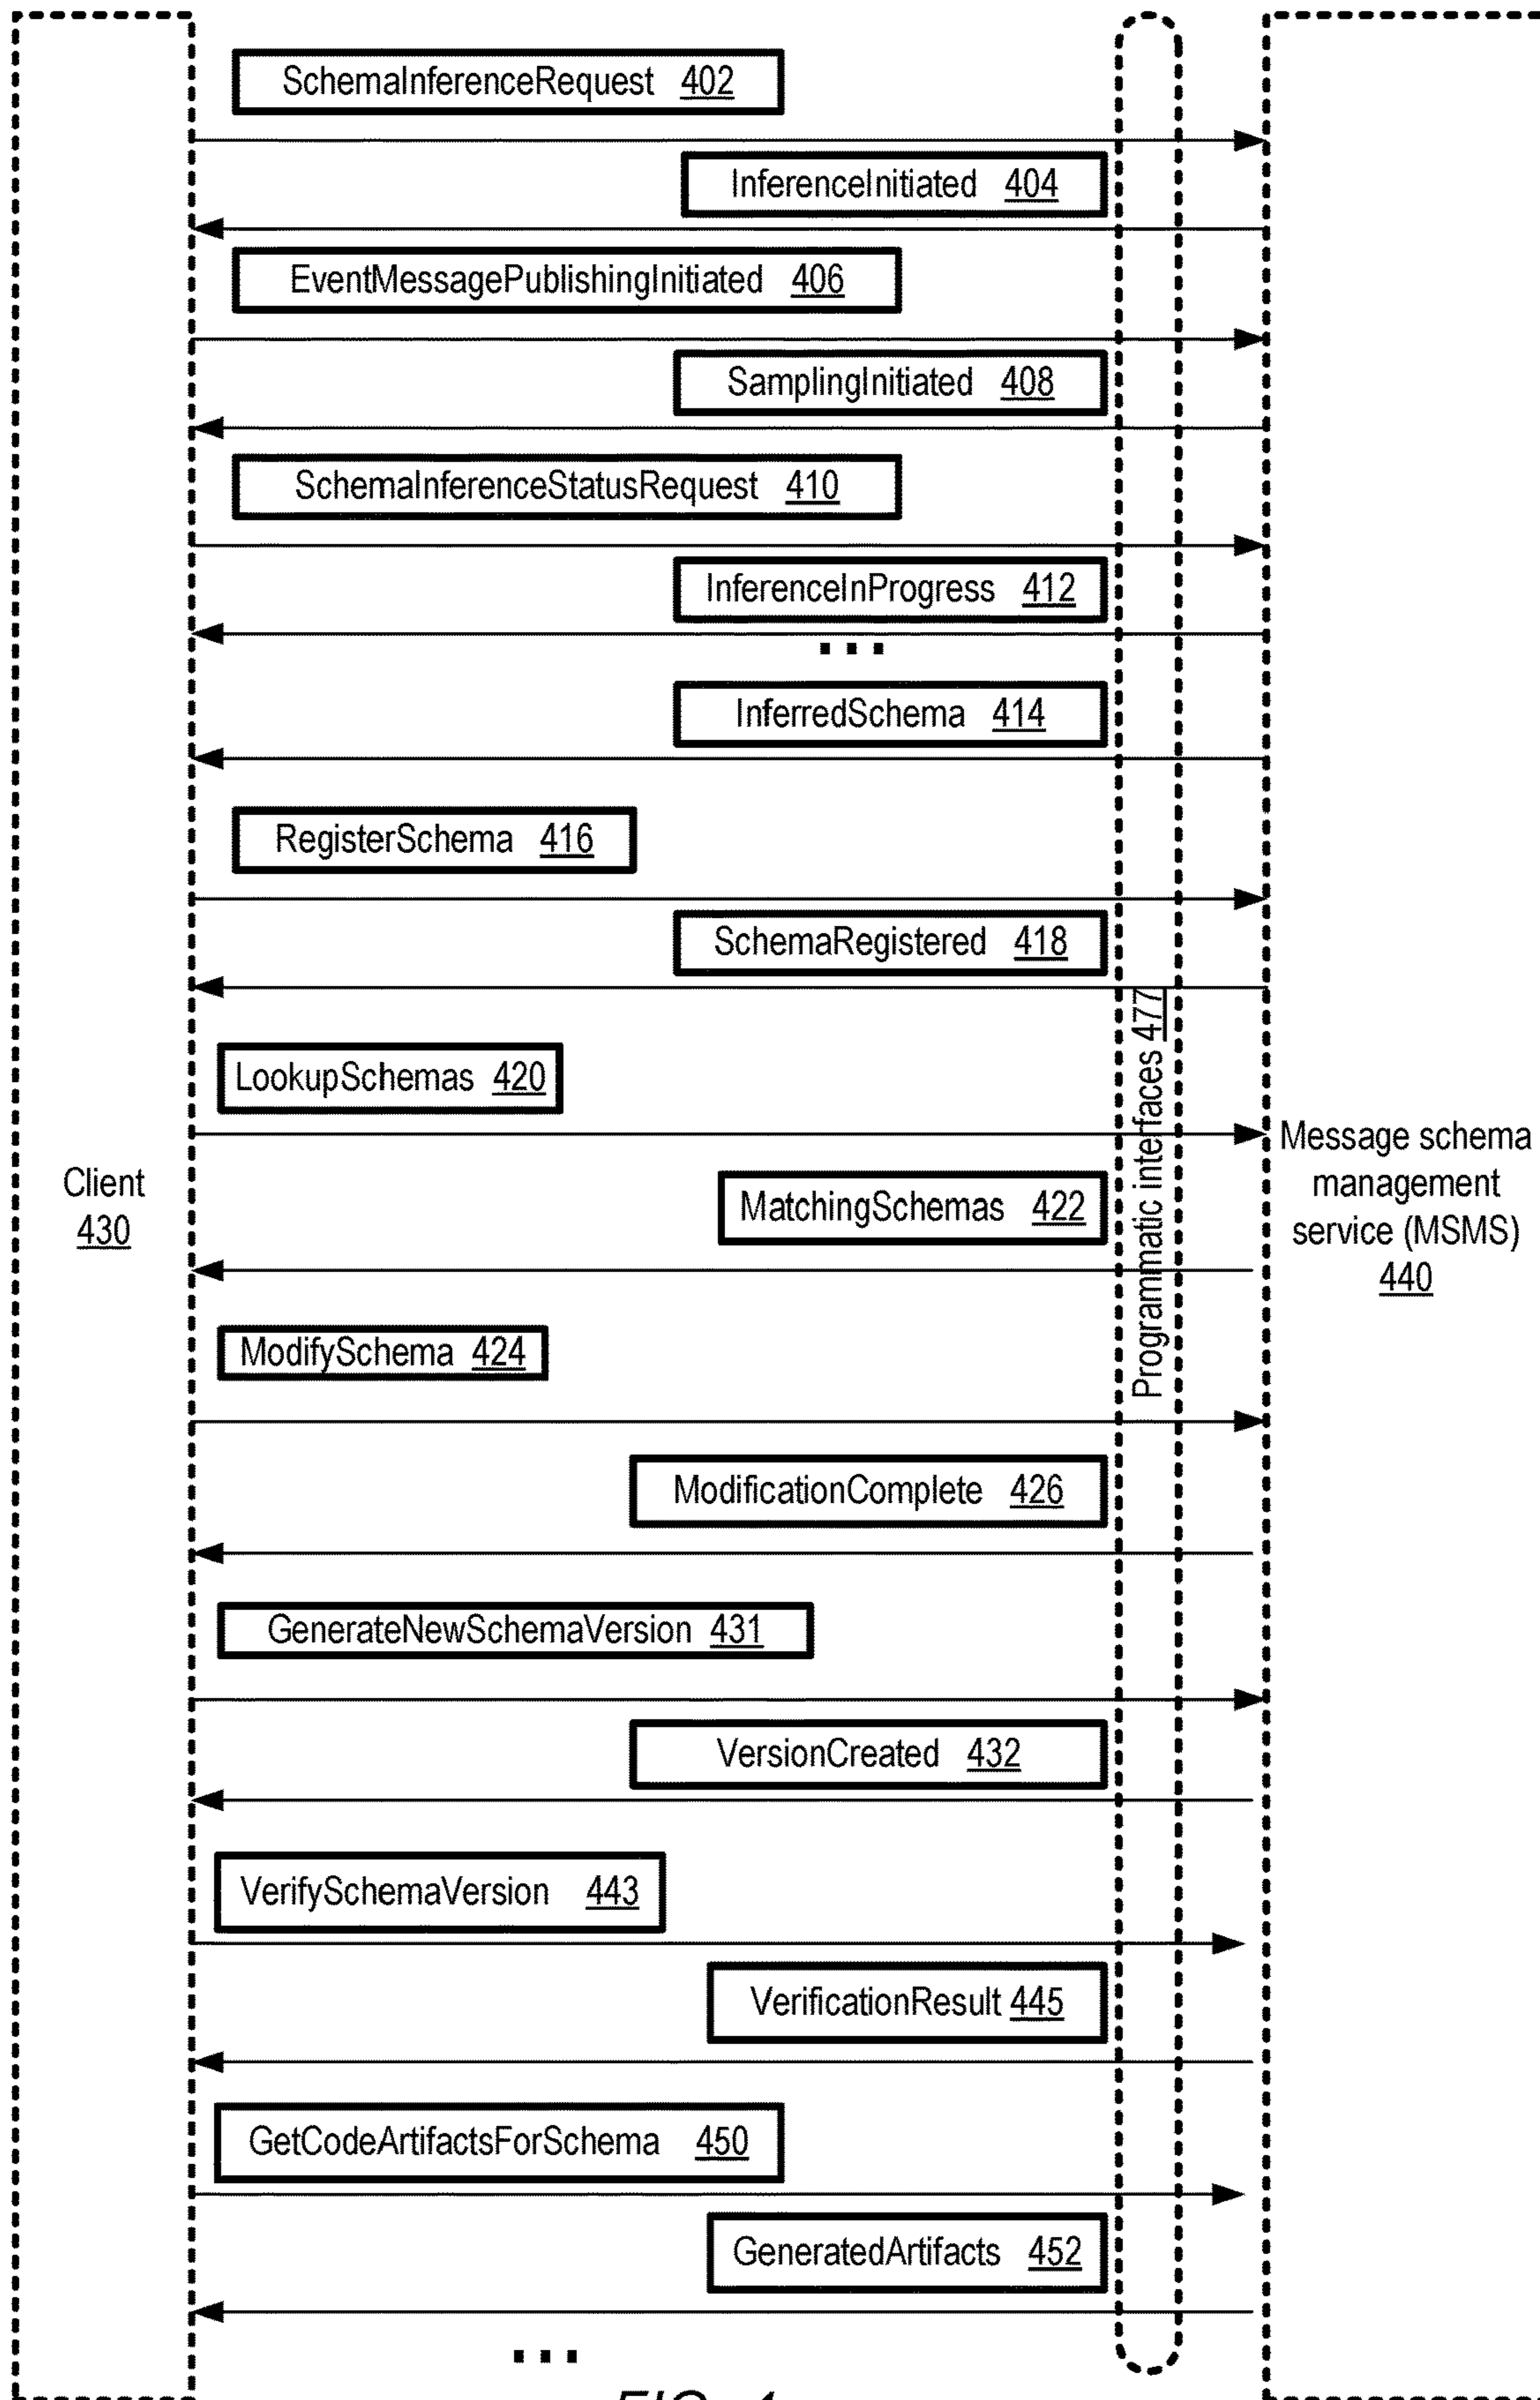 SchemaInferenceRequest 402
InferenceInitiated 404
EventMessagePublishingInitiated 406
SamplingInitiated 408
SchemaInferenceStatusRequest 410
InferenceInProgress 412
...
InferredSchema 414
RegisterSchema 416
SchemaRegistered 418
LookupSchemas 420
Programmatic interfaces 477
Client
430
Message schema
management
service (MSMS)
440
MatchingSchemas 422
ModifySchema 424
ModificationComplete 426
GenerateNewSchemaVersion 431
VersionCreated 432
VerifySchemaVersion 443
VerificationResult 445
GetCodeArtifactsForSchema 450
GeneratedArtifacts 452
...